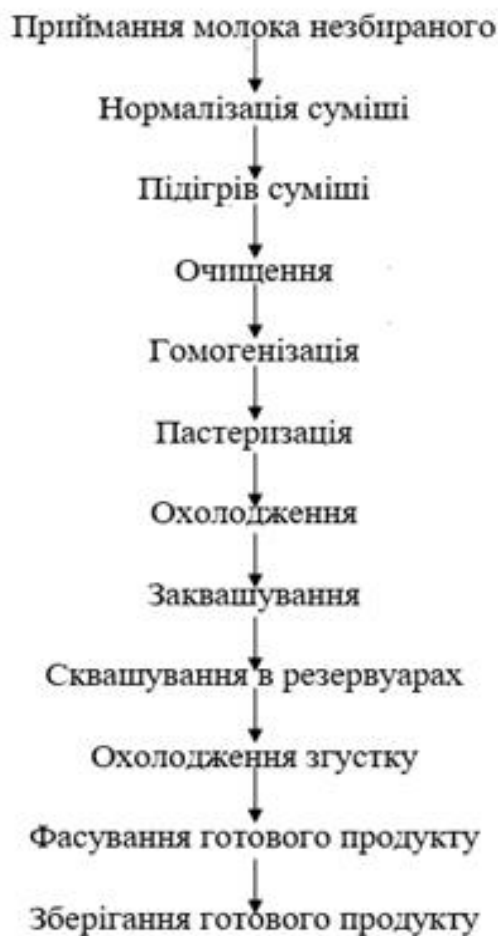 Приймання молока незбираного
Нормалізація суміші
Підігрів суміші
Очищення
Гомогенізація
Пастеризація
Охолодження
Заквашування
Сквашування в резервуарах
Охолодження згустку
Фасування готового продукту
Зберігання готового продукту